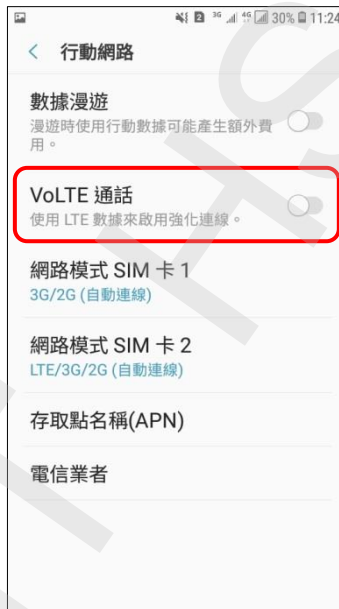 2 3G 4G 30% 11:24
行動網路
數據漫遊
漫遊時使用行動數據可能產生額外費
用。
VoLTE 通話
使用 LTE 數據來啟用強化連線。
網路模式 SIM 卡 1
3G/2G (自動連線)
網路模式 SIM 卡 2
LTE/3G/2G (自動連線)
存取點名稱(APN)
電信業者